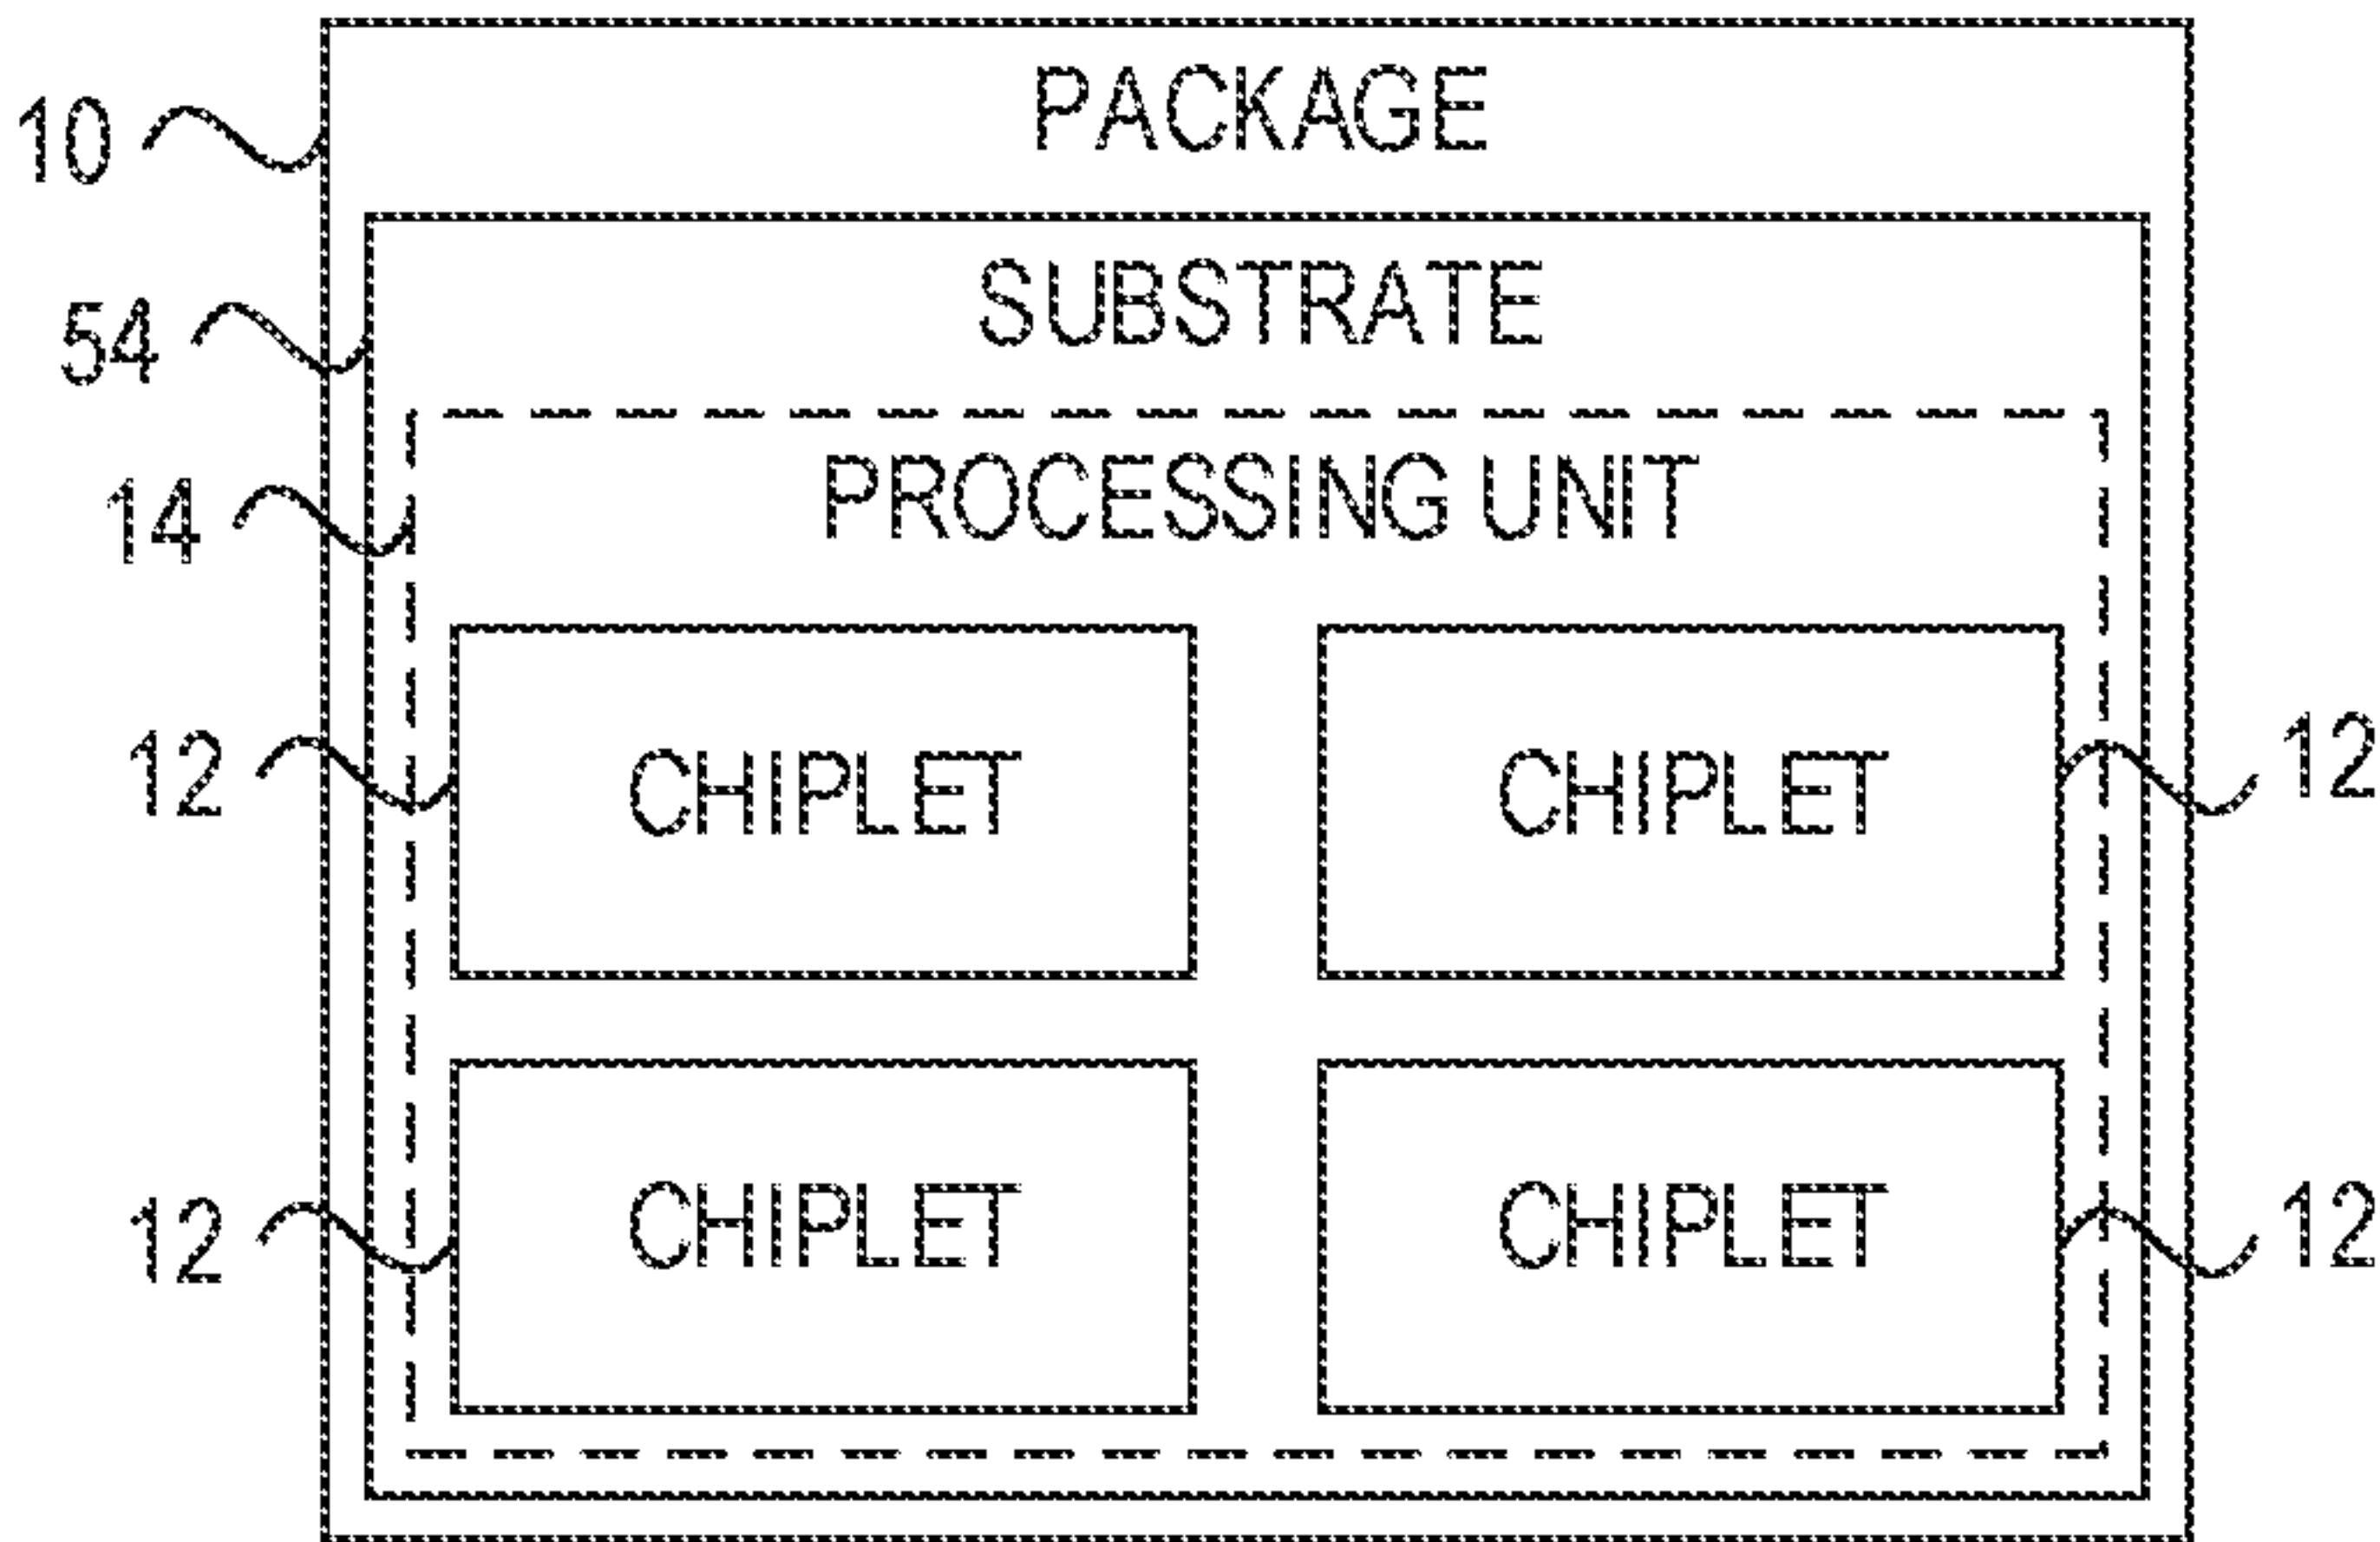 PACKAGE
10
SUBSTRATE
54
PROCESSING UNIT
14
12 CHIPLET CHIPLET 12
12 CHIPLET CHIPLET 12